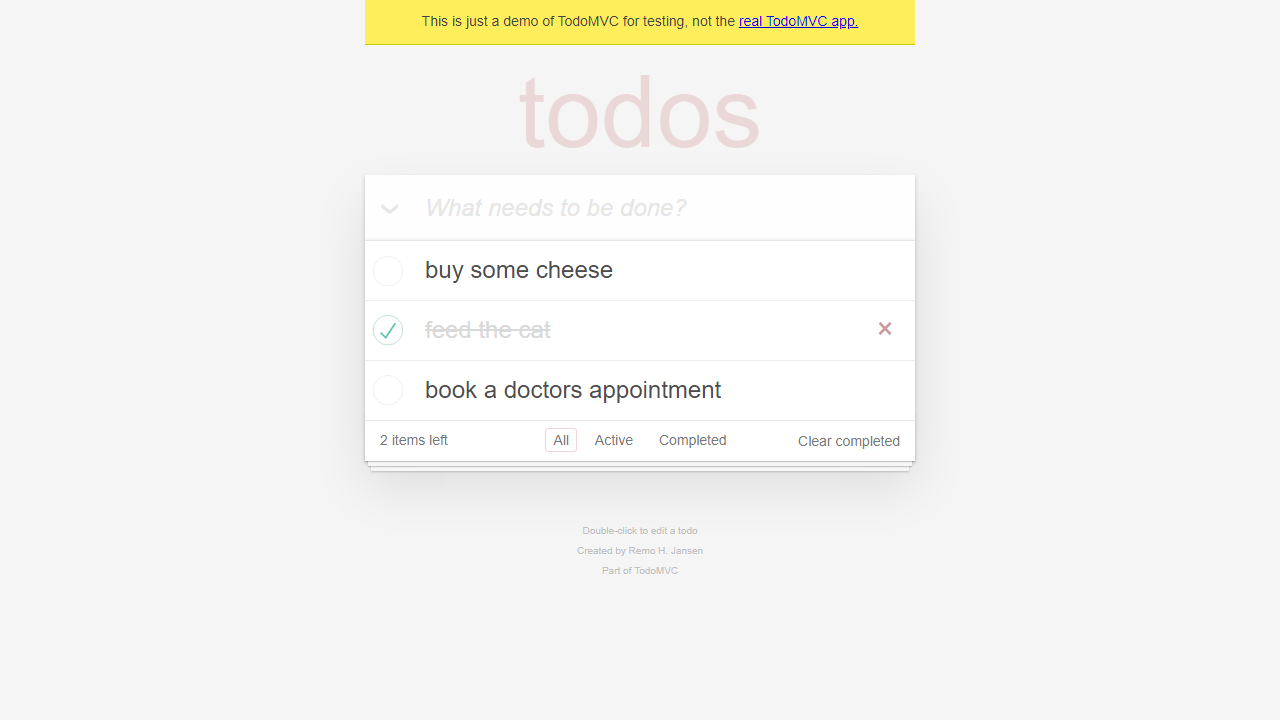 This is just a demo of TodoMVC for testing, not the real TodoMVC app.
todos
What needs to be done?
buy some cheese
feed the cat
book a doctors appointment
2 items left All Active Completed Clear completed
Double-click to edit a todo
Created by Remo H. Jansen
Part of TodoMVC